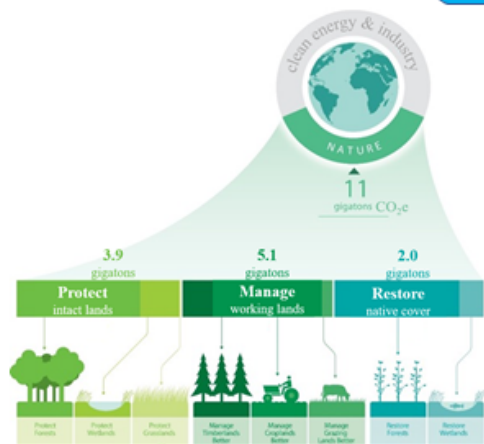 clean energy & industry
NATURE
11
gigatons CO₂e
3.9
gigatons
5.1
gigatons
2.0
gigatons
Protect
intact lands
Manage
working lands
Restore
native cover
Protect
Forests
Protect
Wetlands
Protect
Grasslands
Manage
Timberlands
Better
Manage
Croplands
Better
Manage
Grazing
Lands Better
Restore
Forests
Restore
Wetlands